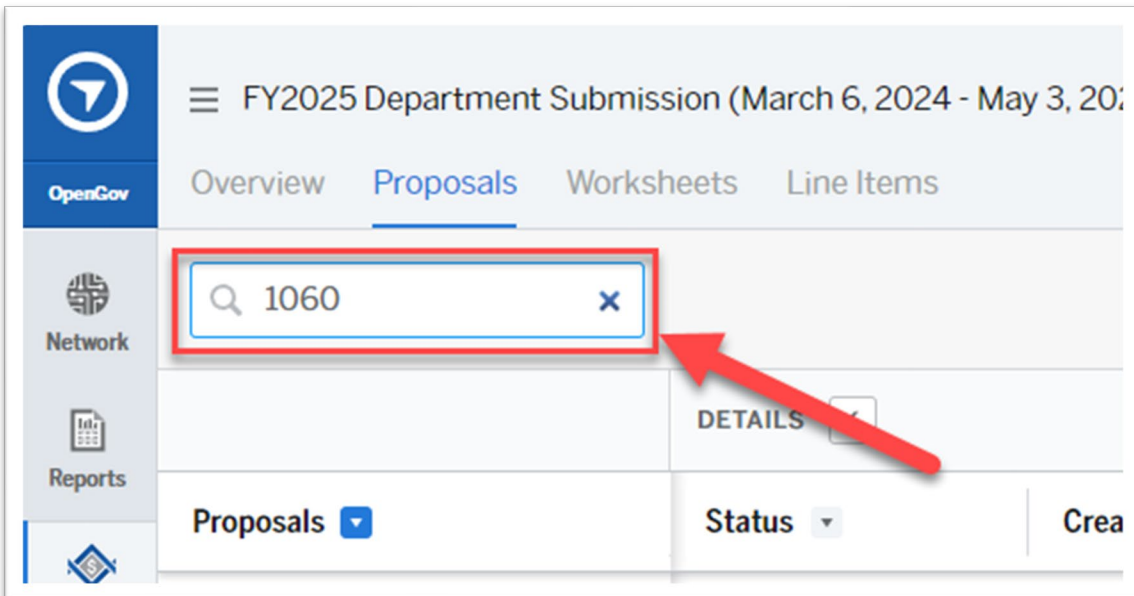 FY2025 Department Submission (March 6, 2024 - May 3, 202
OpenGov
Overview Proposals Worksheets Line Items
1060
Network
DETAILS
Reports
Proposals Status Crea